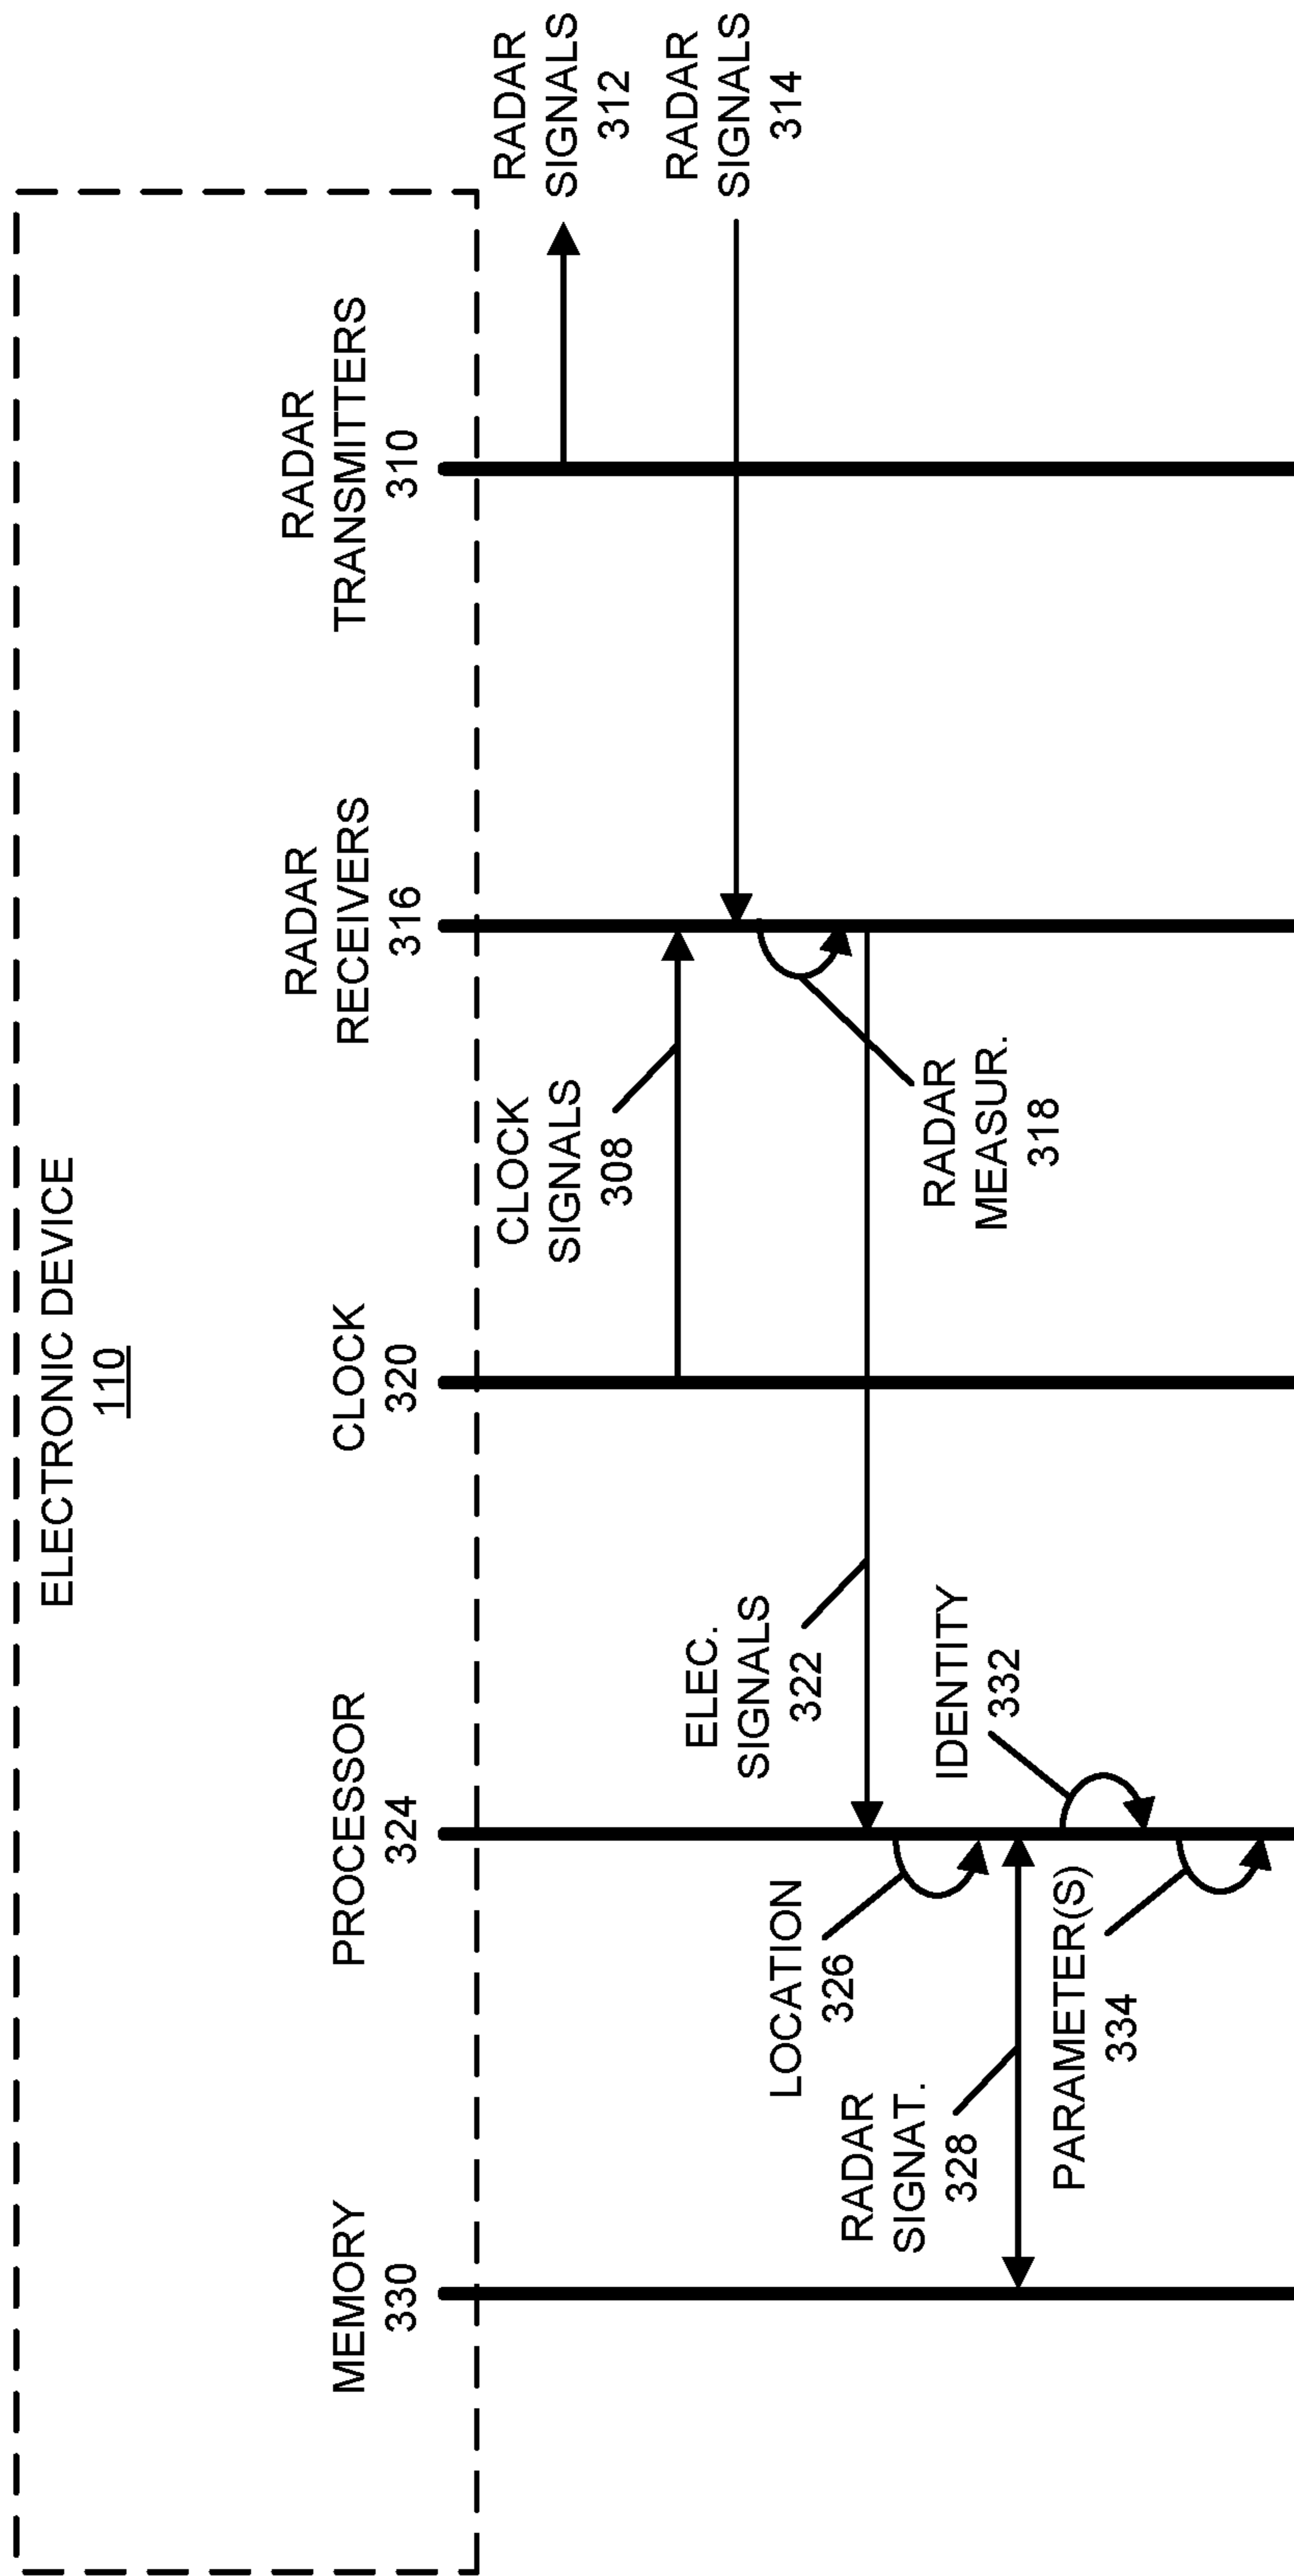 ELECTRONIC DEVICE
110
MEMORY
330
PROCESSOR
324
CLOCK
320
RADAR
RECEIVERS
316
RADAR
TRANSMITTERS
310
RADAR
SIGNALS
312
CLOCK
SIGNALS
308
RADAR
SIGNALS
314
ELEC.
SIGNALS
322
RADAR
MEASUR.
318
LOCATION
326
RADAR
SIGNAT.
328
IDENTITY
332
PARAMETER(S)
334